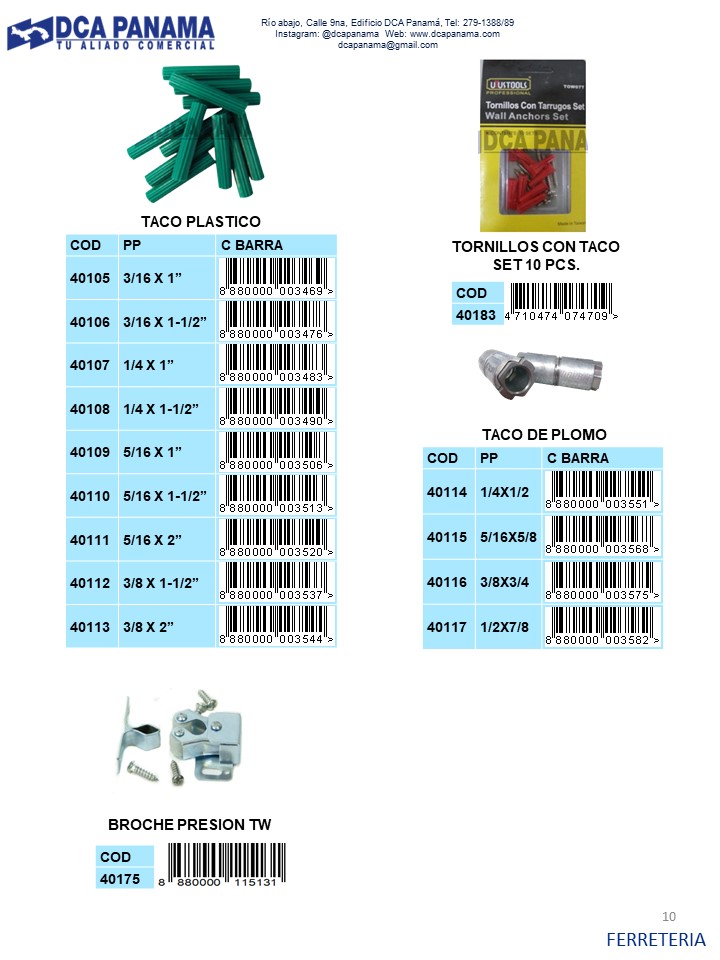 DCA PANAMA
TU ALIADO COMERCIAL
Río abajo, Calle 9na, Edificio DCA Panamá, Tel: 279-1388/89
Instagram: @dcapanama Web: www.dcapanama.com
dcapanama@gmail.com
TACO PLASTICO
COD PP C BARRA
40105 3/16 X 1” 8 880000 003469 >
40106 3/16 X 1-1/2” 8 880000 003476 >
40107 1/4 X 1” 8 880000 003483 >
40108 1/4 X 1-1/2” 8 880000 003490 >
40109 5/16 X 1” 8 880000 003506 >
40110 5/16 X 1-1/2” 8 880000 003513 >
40111 5/16 X 2” 8 880000 003520 >
40112 3/8 X 1-1/2” 8 880000 003537 >
40113 3/8 X 2” 8 880000 003544 >
UIUSTOOLS
PROFESSIONAL
Tornillos Con Tarrugos Set
Wall Anchors Set
DCA PANA
TORNILLOS CON TACO
SET 10 PCS.
COD
40183 4 710474 074709 >
TACO DE PLOMO
COD PP C BARRA
40114 1/4X1/2 8 880000 003551 >
40115 5/16X5/8 8 880000 003568 >
40116 3/8X3/4 8 880000 003575 >
40117 1/2X7/8 8 880000 003582 >
BROCHE PRESION TW
COD
40175 8 880000 115131
10
FERRETERIA